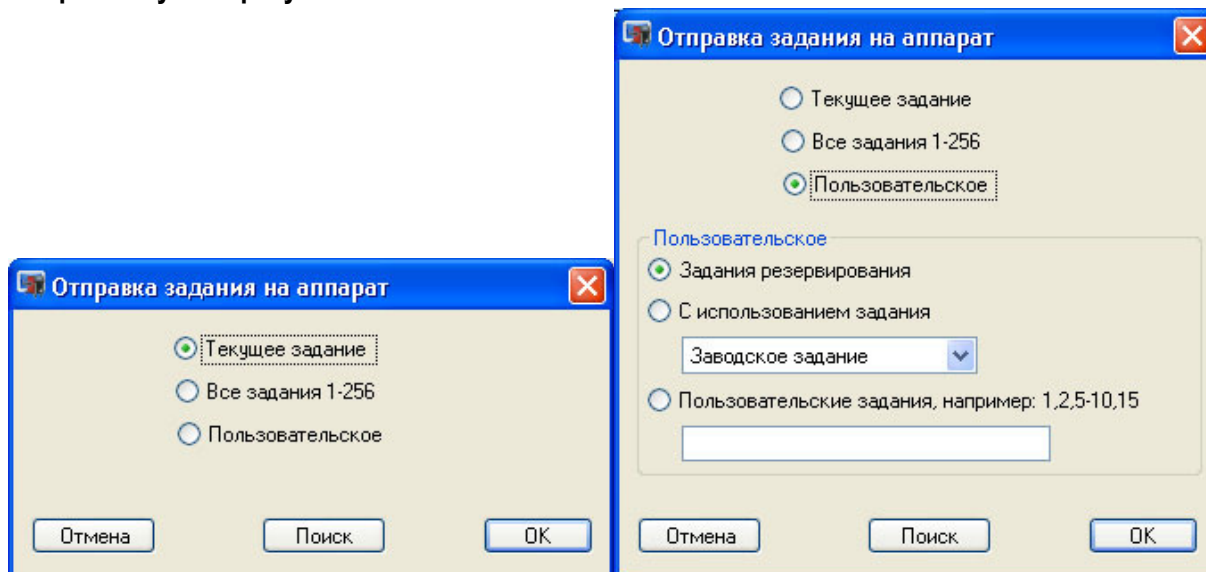 Отправка задания на аппарат
Текущее задание
Все задания 1-256
Пользовательское
Отмена
Поиск
OK
Отправка задания на аппарат
Текущее задание
Все задания 1-256
Пользовательское
Пользовательское
Задания резервирования
С использованием задания
Заводское задание
Пользовательские задания, например: 1,2,5-10,15
Отмена
Поиск
OK